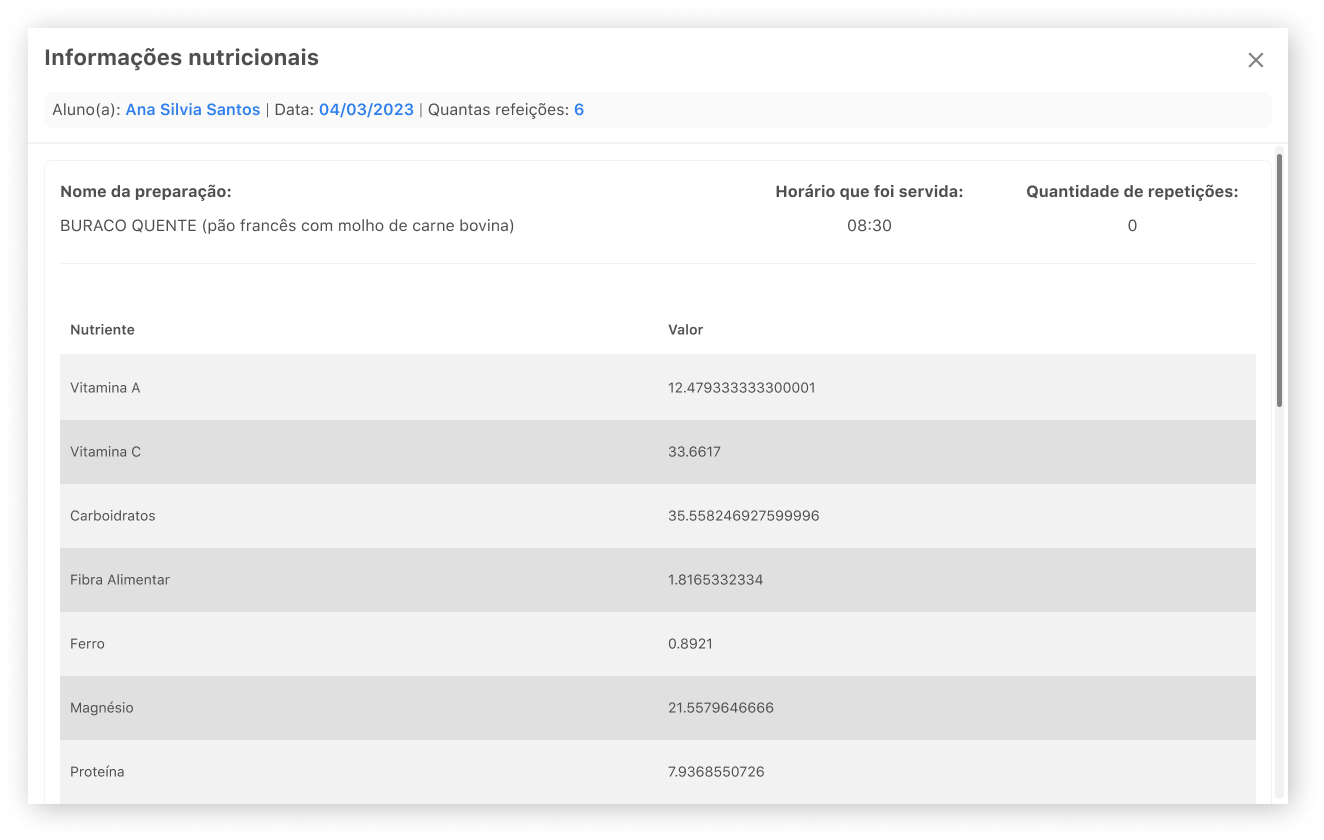 Informações nutricionais
Aluno(a): Ana Silvia Santos | Data: 04/03/2023 | Quantas refeições: 6
Nome da preparação: Horário que foi servida: Quantidade de repetições:
BURACO QUENTE (pão francês com molho de carne bovina) 08:30 0
Nutriente Valor
Vitamina A 12.479333333300001
Vitamina C 33.6617
Carboidratos 35.558246927599996
Fibra Alimentar 1.8165332334
Ferro 0.8921
Magnésio 21.5579646666
Proteína 7.9368550726